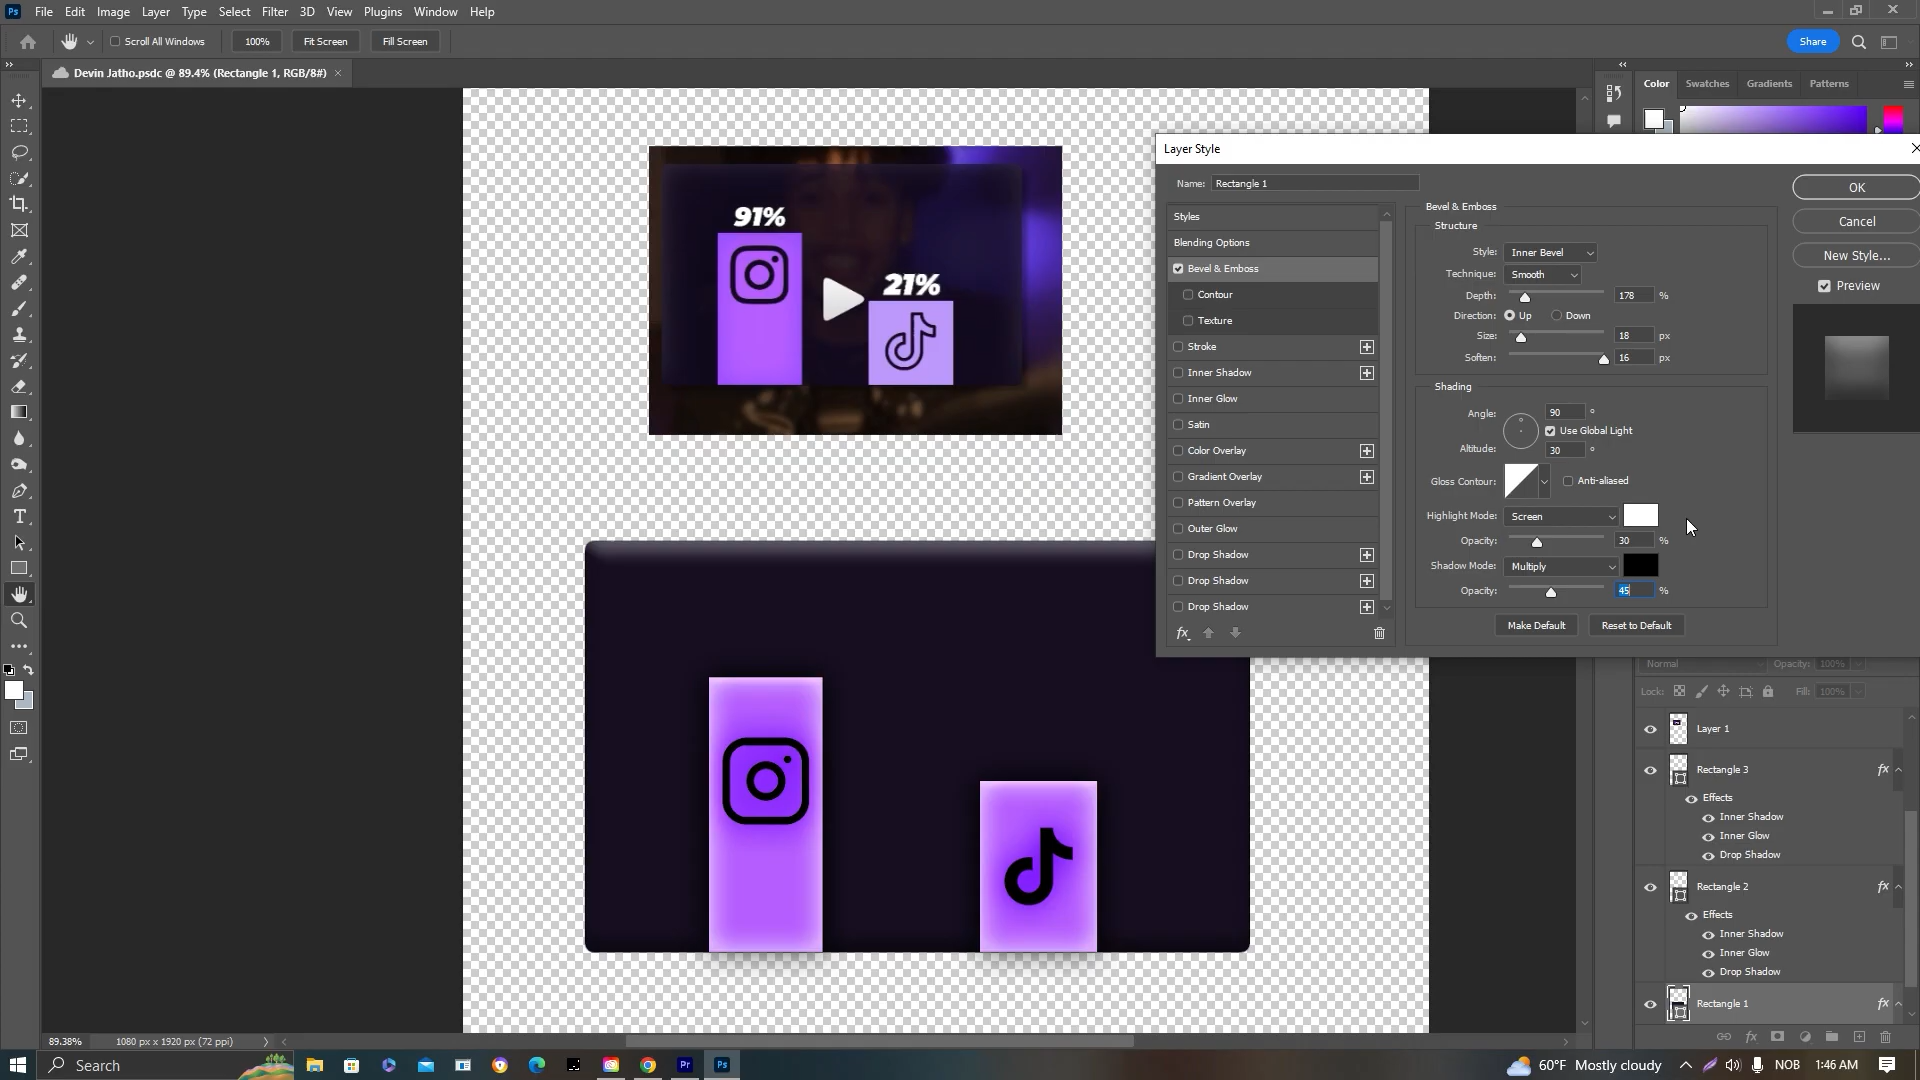 Ps File Edit Image Layer Type Select Filter 3D View Plugins Window Help
Scroll All Windows 100% Fit Screen Fill Screen Share
Devin Jatho.psdc @ 89.4% (Rectangle 1, RGB/8#)
Color Swatches Gradients Patterns
Layer Style
Name: Rectangle 1
Styles
Blending Options
Bevel & Emboss
Contour
Texture
Stroke
Inner Shadow
Inner Glow
Satin
Color Overlay
Gradient Overlay
Pattern Overlay
Outer Glow
Drop Shadow
Drop Shadow
Drop Shadow
fx
Bevel & Emboss
Structure
Style: Inner Bevel
Technique: Smooth
Depth: 178 %
Direction: Up Down
Size: 18 px
Soften: 16 px
Shading
Angle: 90 °
Use Global Light
Altitude: 30 °
Gloss Contour: Anti-aliased
Highlight Mode: Screen
Opacity: 30 %
Shadow Mode: Multiply
Opacity: 45 %
Make Default Reset to Default
OK
Cancel
New Style...
Preview
91%
21%
Normal Opacity: 100%
Lock: Fill: 100%
Layer 1
Rectangle 3 fx
Effects
Inner Shadow
Inner Glow
Drop Shadow
Rectangle 2 fx
Effects
Inner Shadow
Inner Glow
Drop Shadow
Rectangle 1 fx
fx
89.38% 1080 px x 1920 px (72 ppi)
Search Pr Ps 60°F Mostly cloudy NOB 1:46 AM